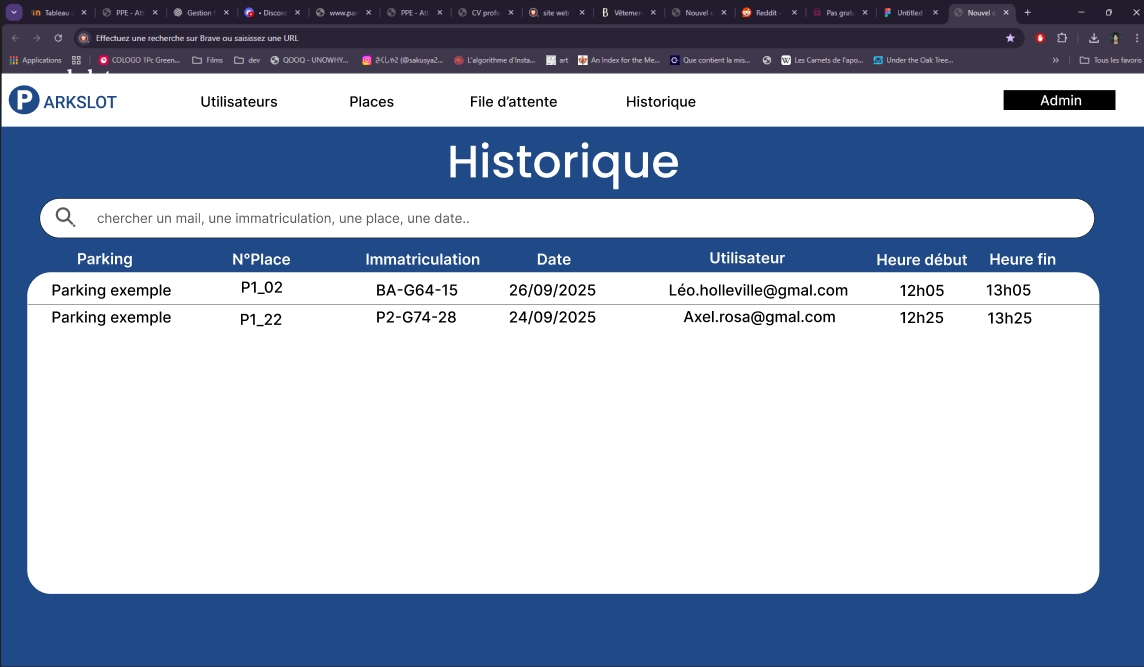 Tableau PPE - Att Gestion f • Discord www.par PPE - Att CV profe site web Vêtemen Nouvel o Reddit - Pas grat Untitled Nouvel o
Effectuez une recherche sur Brave ou saisissez une URL
Applications COLOGO 1Pc Green... Films dev QOOQ - UNOWHY... さくしゃ2 (@sakusya2... L'algorithme d'Insta... art An Index for the Me... Que contient la mis... Les Carnets de l'apo... Under the Oak Tree... » Tous les favoris
P ARKSLOT Utilisateurs Places File d'attente Historique Admin
Historique
chercher un mail, une immatriculation, une place, une date..
Parking N°Place Immatriculation Date Utilisateur Heure début Heure fin
Parking exemple P1_02 BA-G64-15 26/09/2025 Léo.holleville@gmal.com 12h05 13h05
Parking exemple P1_22 P2-G74-28 24/09/2025 Axel.rosa@gmal.com 12h25 13h25